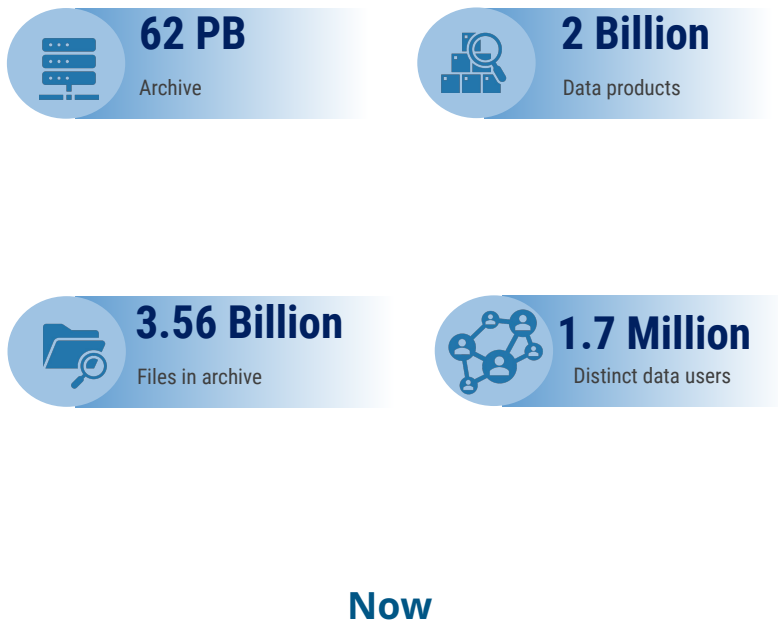 62 PB
Archive
2 Billion
Data products
3.56 Billion
Files in archive
1.7 Million
Distinct data users
Now